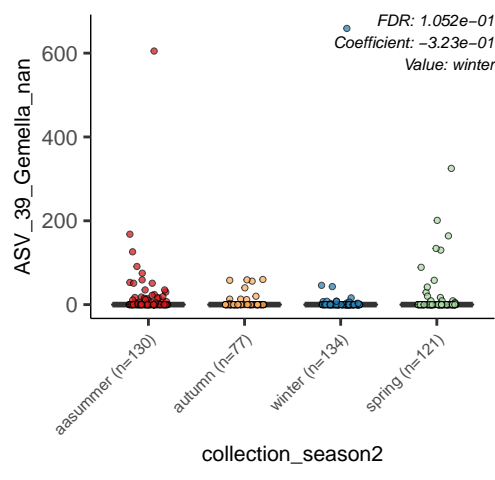 FDR: 1.052e−01
Coefficient: −3.23e−01
Value: winter
ASV_39_Gemella_nan
600
400
200
0
aasummer (n=130)
autumn (n=77)
winter (n=134)
spring (n=121)
collection_season2